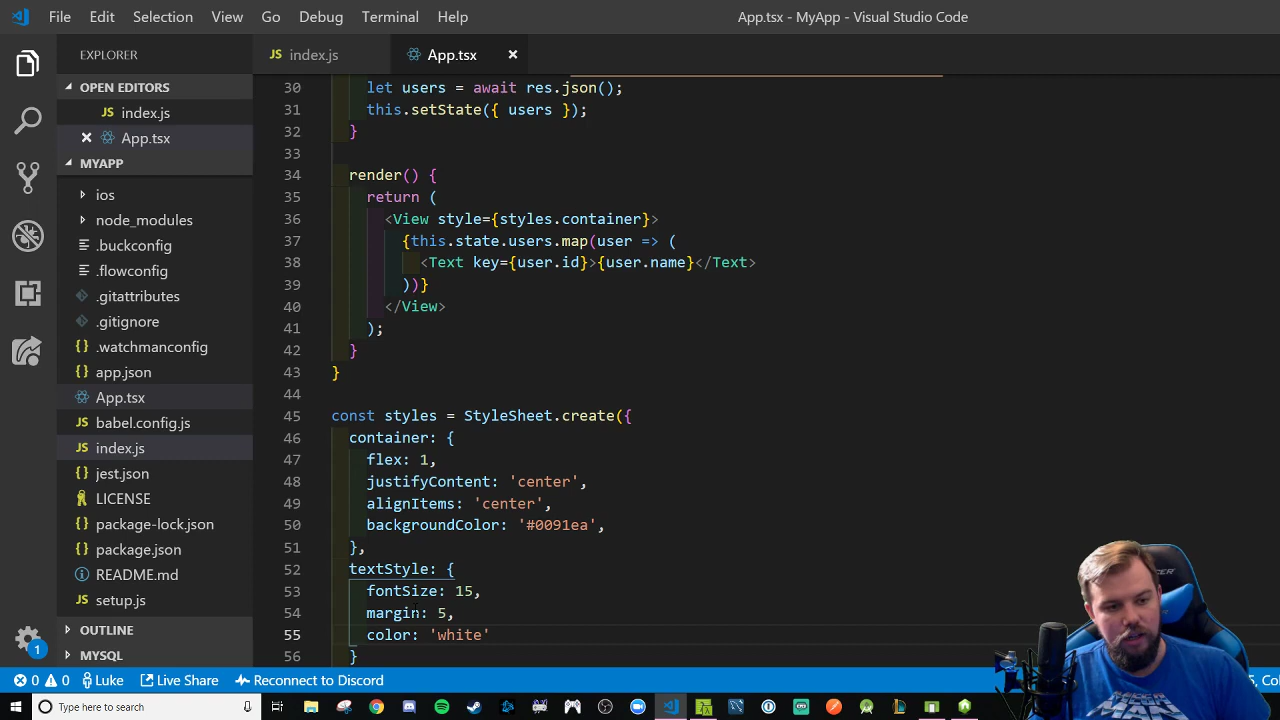 File Edit Selection View Go Debug Terminal Help
App.tsx - MyApp - Visual Studio Code
EXPLORER
OPEN EDITORS
JS index.js
App.tsx
MYAPP
ios
node_modules
.buckconfig
.flowconfig
.gitattributes
.gitignore
.watchmanconfig
app.json
App.tsx
JS babel.config.js
JS index.js
jest.json
LICENSE
package-lock.json
package.json
README.md
JS setup.js
OUTLINE
MYSQL
1
JS index.js
App.tsx
30 let users = await res.json();
31 this.setState({ users });
32 }
33
34 render() {
35 return (
36 <View style={styles.container}>
37 {this.state.users.map(user => (
38 <Text key={user.id}>{user.name}</Text>
39 ))}
40 </View>
41 );
42 }
43 }
44
45 const styles = StyleSheet.create({
46 container: {
47 flex: 1,
48 justifyContent: 'center',
49 alignItems: 'center',
50 backgroundColor: '#0091ea',
51 },
52 textStyle: {
53 fontSize: 15,
54 margin: 5,
55 color: 'white'
56 }
0 0 Luke Live Share Reconnect to Discord
5, Col
Type here to search